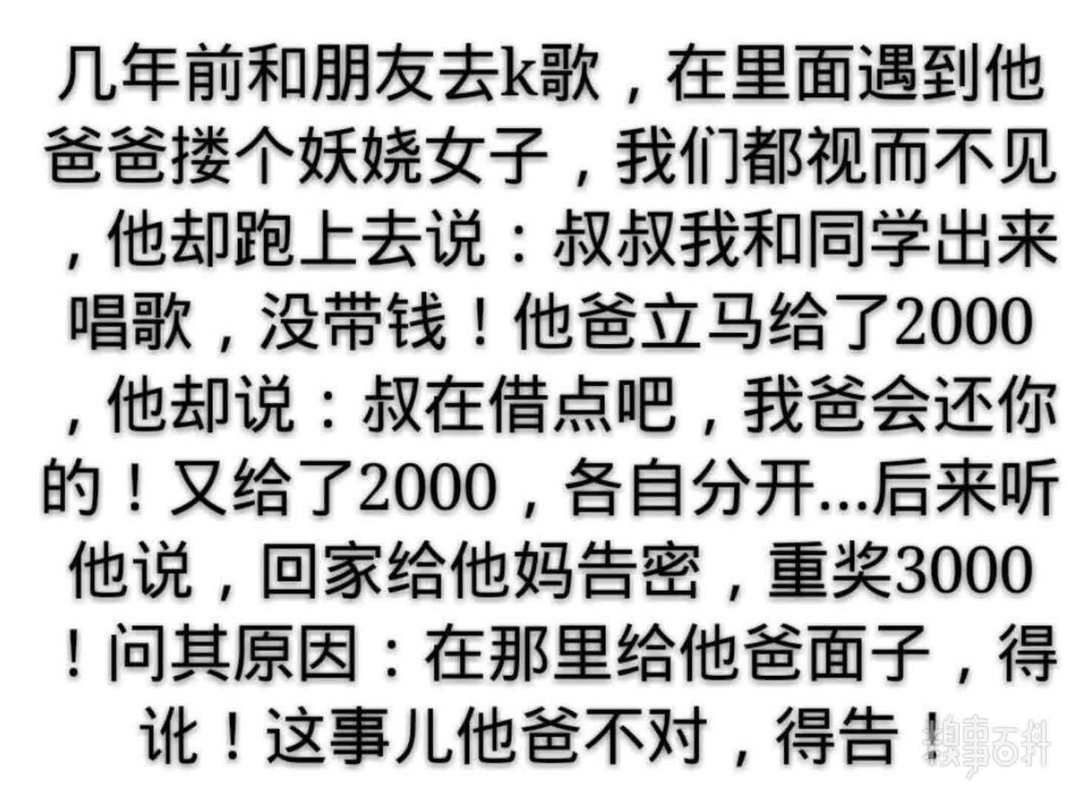 几年前和朋友去k歌，在里面遇到他
爸爸搂个妖娆女子，我们都视而不见
，他却跑上去说：叔叔我和同学出来
唱歌，没带钱！他爸立马给了2000
，他却说：叔在借点吧，我爸会还你
的！又给了2000，各自分开...后来听
他说，回家给他妈告密，重奖3000
！问其原因：在那里给他爸面子，得
讹！这事儿他爸不对，得告！
糗事百科